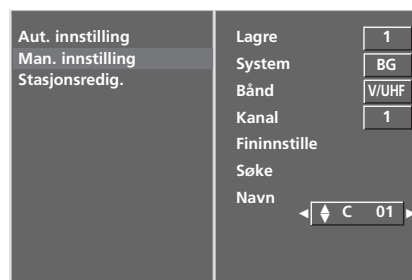 Aut. innstilling
Man. innstilling
Stasjonsredig.
Lagre 1
System BG
Bånd V/UHF
Kanal 1
Fininnstille
Søke
Navn
C 01